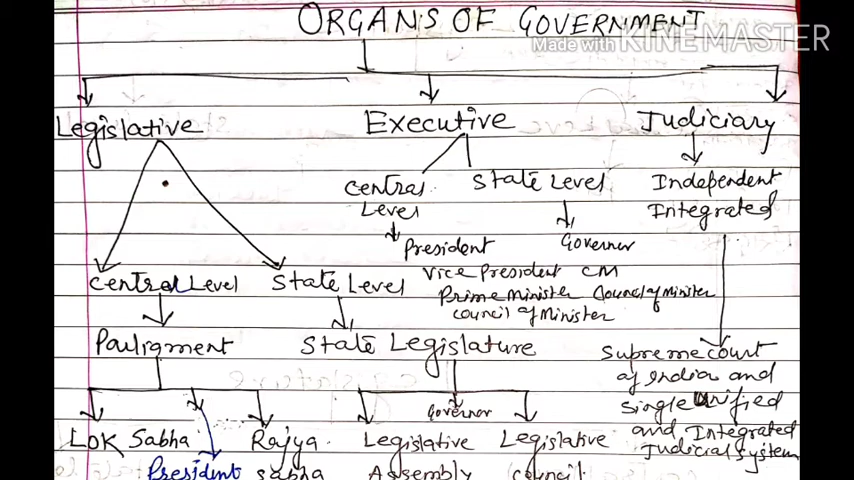 ORGANS OF GOVERNMENT
Made with KINEMASTER
Legislative
Executive
Judiciary
Central Level
State Level
Independent
Integrated
President
Vice President
Prime Minister
Council of Minister
Governor
CM
Council of Minister
Central Level
State Level
Pauligment
State Legislature
Supreme court
of India and
single unified
and Integrated
Judicial System
Lok Sabha
President
Rajya
Sabha
Legislative
Assembly
Governor
Legislative
Council